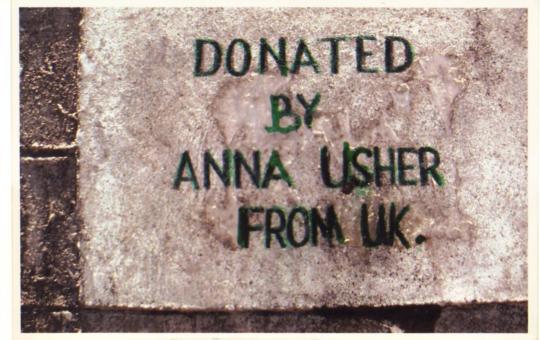 DONATED
BY
ANNA USHER
FROM UK.